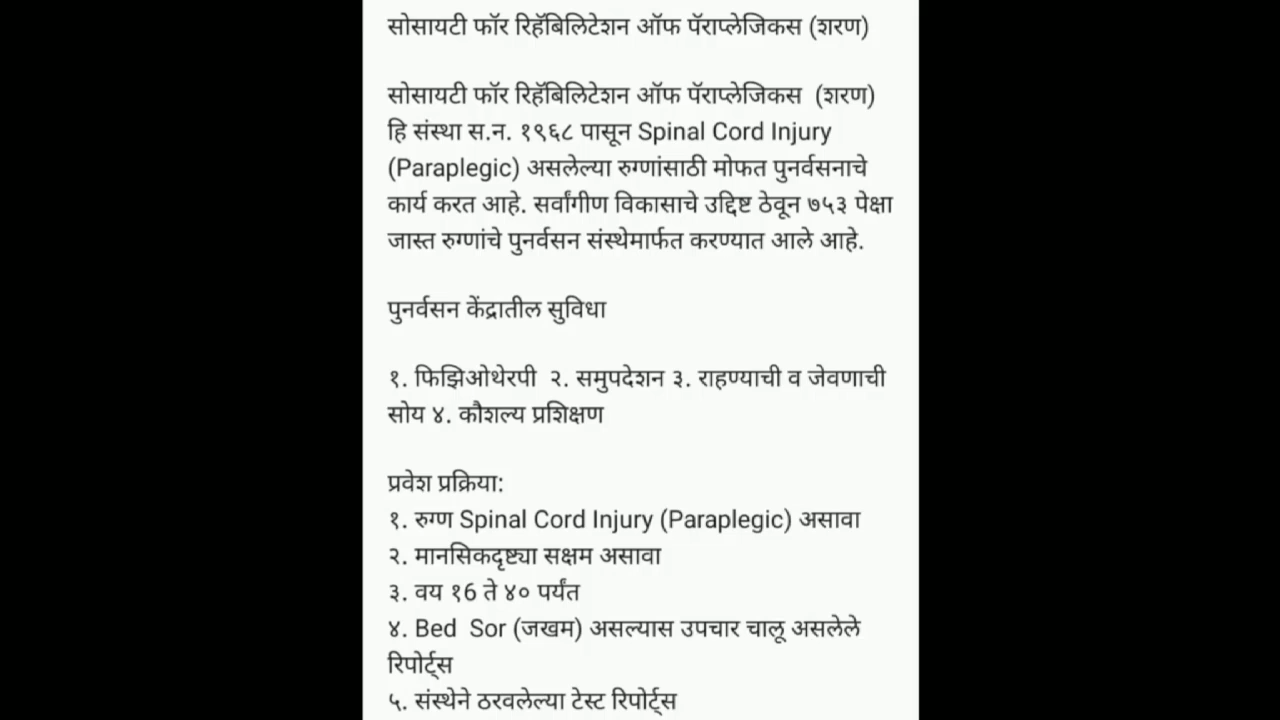 सोसायटी फॉर रिहॅबिलिटेशन ऑफ पॅराप्लेजिकस (शरण)
सोसायटी फॉर रिहॅबिलिटेशन ऑफ पॅराप्लेजिकस (शरण)
हि संस्था स.न. १९६८ पासून Spinal Cord Injury
(Paraplegic) असलेल्या रुग्णांसाठी मोफत पुनर्वसनाचे
कार्य करत आहे. सर्वांगीण विकासाचे उद्दिष्ट ठेवून ७५३ पेक्षा
जास्त रुग्णांचे पुनर्वसन संस्थेमार्फत करण्यात आले आहे.
पुनर्वसन केंद्रातील सुविधा
१. फिझिओथेरपी २. समुपदेशन ३. राहण्याची व जेवणाची
सोय ४. कौशल्य प्रशिक्षण
प्रवेश प्रक्रिया:
१. रुग्ण Spinal Cord Injury (Paraplegic) असावा
२. मानसिकदृष्ट्या सक्षम असावा
३. वय १6 ते ४० पर्यंत
४. Bed Sor (जखम) असल्यास उपचार चालू असलेले
रिपोर्ट्स
५. संस्थेने ठरवलेल्या टेस्ट रिपोर्ट्स